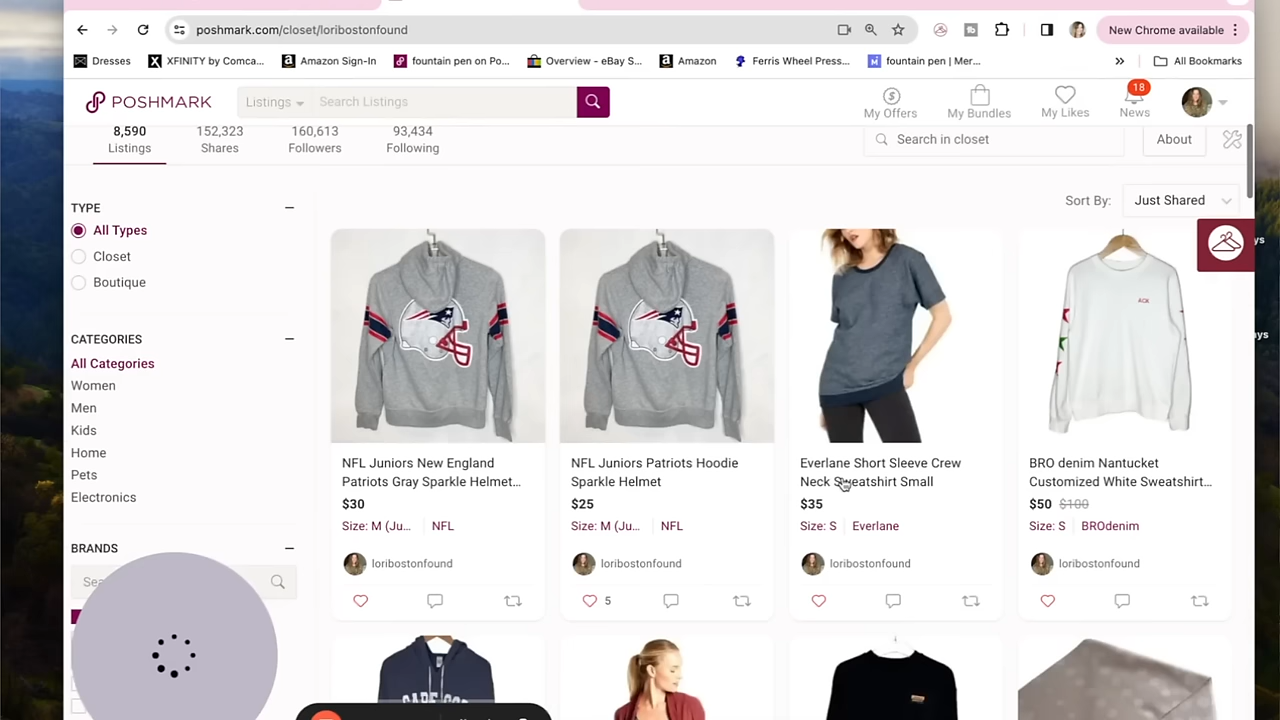 poshmark.com/closet/loribostonfound
New Chrome available
Dresses
XFINITY by Comca...
Amazon Sign-In
fountain pen on Po...
Overview - eBay S...
Amazon
Ferris Wheel Press...
fountain pen | Mer...
»
All Bookmarks
POSHMARK
Listings
Search Listings
My Offers
My Bundles
My Likes
18
News
8,590
Listings
152,323
Shares
160,613
Followers
93,434
Following
Search in closet
About
Sort By:
Just Shared
TYPE
All Types
Closet
Boutique
CATEGORIES
All Categories
Women
Men
Kids
Home
Pets
Electronics
BRANDS
NFL Juniors New England
Patriots Gray Sparkle Helmet...
$30
Size: M (Ju...
NFL
loribostonfound
NFL Juniors Patriots Hoodie
Sparkle Helmet
$25
Size: M (Ju...
NFL
loribostonfound
5
Everlane Short Sleeve Crew
Neck Sweatshirt Small
$35
Size: S
Everlane
loribostonfound
ACK
BRO denim Nantucket
Customized White Sweatshirt...
$50 $100
Size: S
BROdenim
loribostonfound